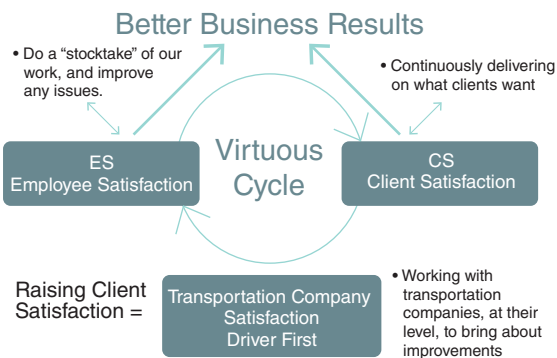 Better Business Results
• Do a “stocktake” of our
work, and improve
any issues.
• Continuously delivering
on what clients want
ES
Employee Satisfaction
Virtuous
Cycle
CS
Client Satisfaction
Raising Client
Satisfaction =
Transportation Company
Satisfaction
Driver First
• Working with
transportation
companies, at their
level, to bring about
improvements